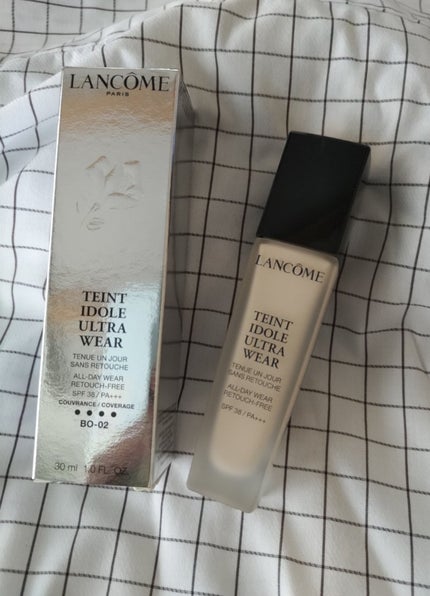 LANCÔME
PARIS
TEINT
IDOLE
ULTRA
WEAR
TENUE UN JOUR
SANS RETOUCHE
ALL-DAY WEAR
RETOUCH-FREE
SPF 38 / PA+++
COUVRANCE / COVERAGE
BO-02
30 ml 1.0 FL. OZ.
LANCÔME
TEINT
IDOLE
ULTRA
WEAR
TENUE UN JOUR
SANS RETOUCHE
ALL-DAY WEAR
RETOUCH-FREE
SPF 38 / PA+++